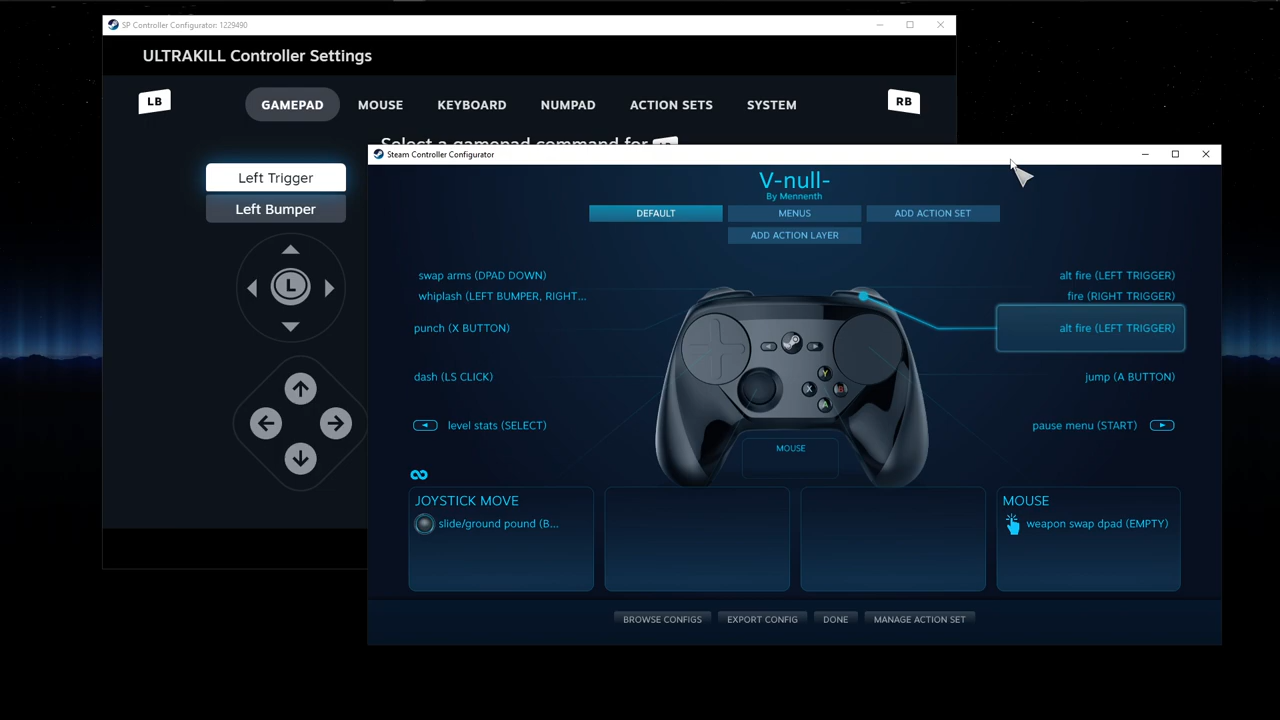 SP Controller Configurator: 1229490
ULTRAKILL Controller Settings
LB
GAMEPAD
MOUSE
KEYBOARD
NUMPAD
ACTION SETS
SYSTEM
RB
Select a gamepad command for
Left Trigger
Left Bumper
L
Steam Controller Configurator
V-null-
By Mennenth
DEFAULT
MENUS
ADD ACTION SET
ADD ACTION LAYER
swap arms (DPAD DOWN)
whiplash (LEFT BUMPER, RIGHT...
punch (X BUTTON)
dash (LS CLICK)
level stats (SELECT)
alt fire (LEFT TRIGGER)
fire (RIGHT TRIGGER)
alt fire (LEFT TRIGGER)
jump (A BUTTON)
pause menu (START)
Y
X
B
A
MOUSE
JOYSTICK MOVE
slide/ground pound (B...
MOUSE
weapon swap dpad (EMPTY)
BROWSE CONFIGS
EXPORT CONFIG
DONE
MANAGE ACTION SET